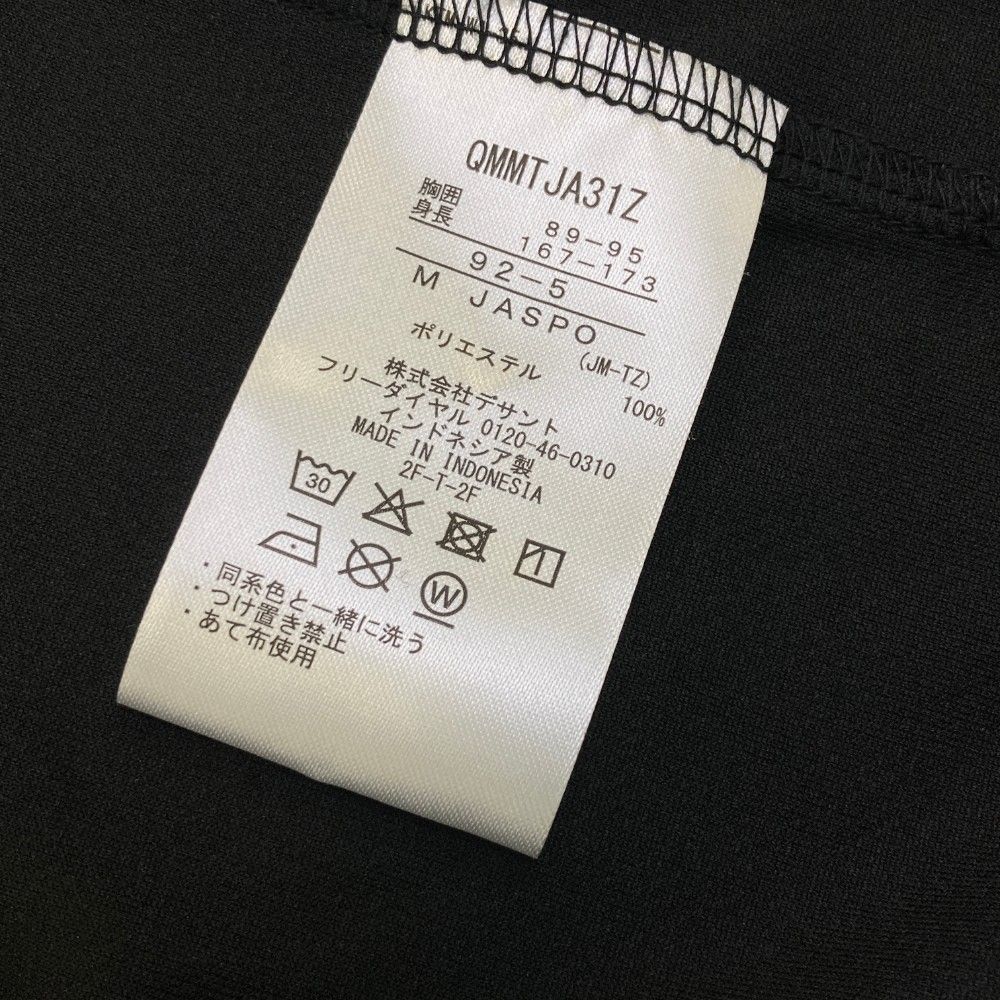 QMMTJA31Z
胸囲 89-95
身長 167-173
92-5
M JASPO
(JM-TZ)
ポリエステル 100%
株式会社デサント
フリーダイヤル 0120-46-0310
インドネシア製
MADE IN INDONESIA
2F-T-2F
30
1
W
・同系色と一緒に洗う
・つけ置き禁止
・あて布使用